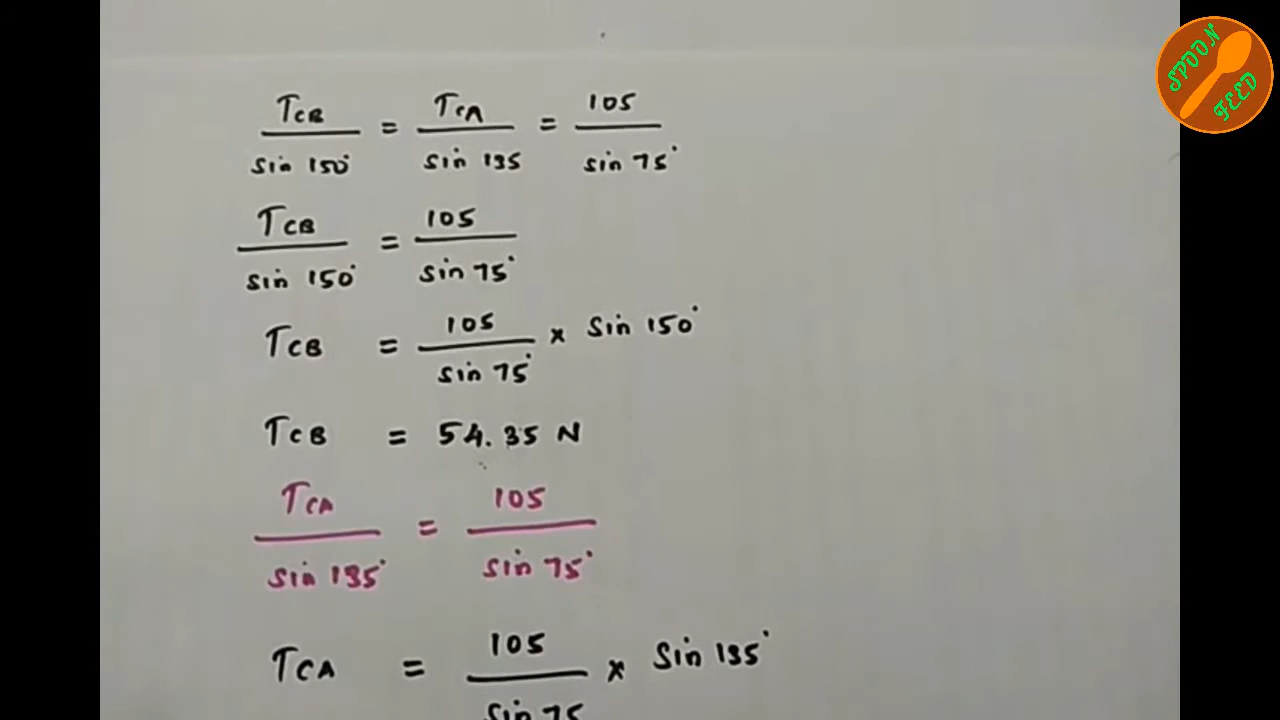 TCB / sin 150° = TCA / sin 135 = 105 / sin 75°
TCB / sin 150° = 105 / sin 75°
TCB = 105 / sin 75° × sin 150°
TCB = 54.35 N
TCA / sin 135° = 105 / sin 75°
TCA = 105 / sin 75 × sin 135°
SPOON
FEED